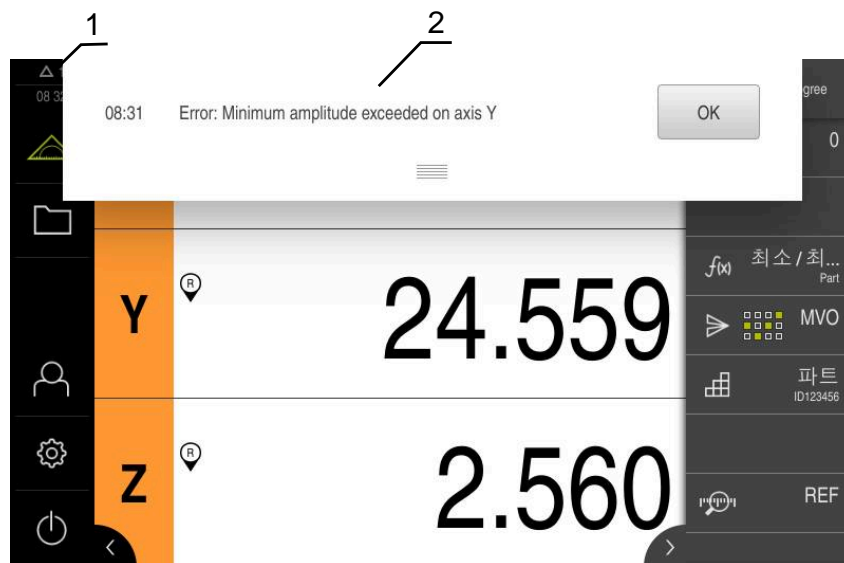 1
2
08:31 Error: Minimum amplitude exceeded on axis Y OK
0
Y R 24.559
f(x) 최소 / 최...
Part
MVO
파트
ID123456
Z R 2.560
REF